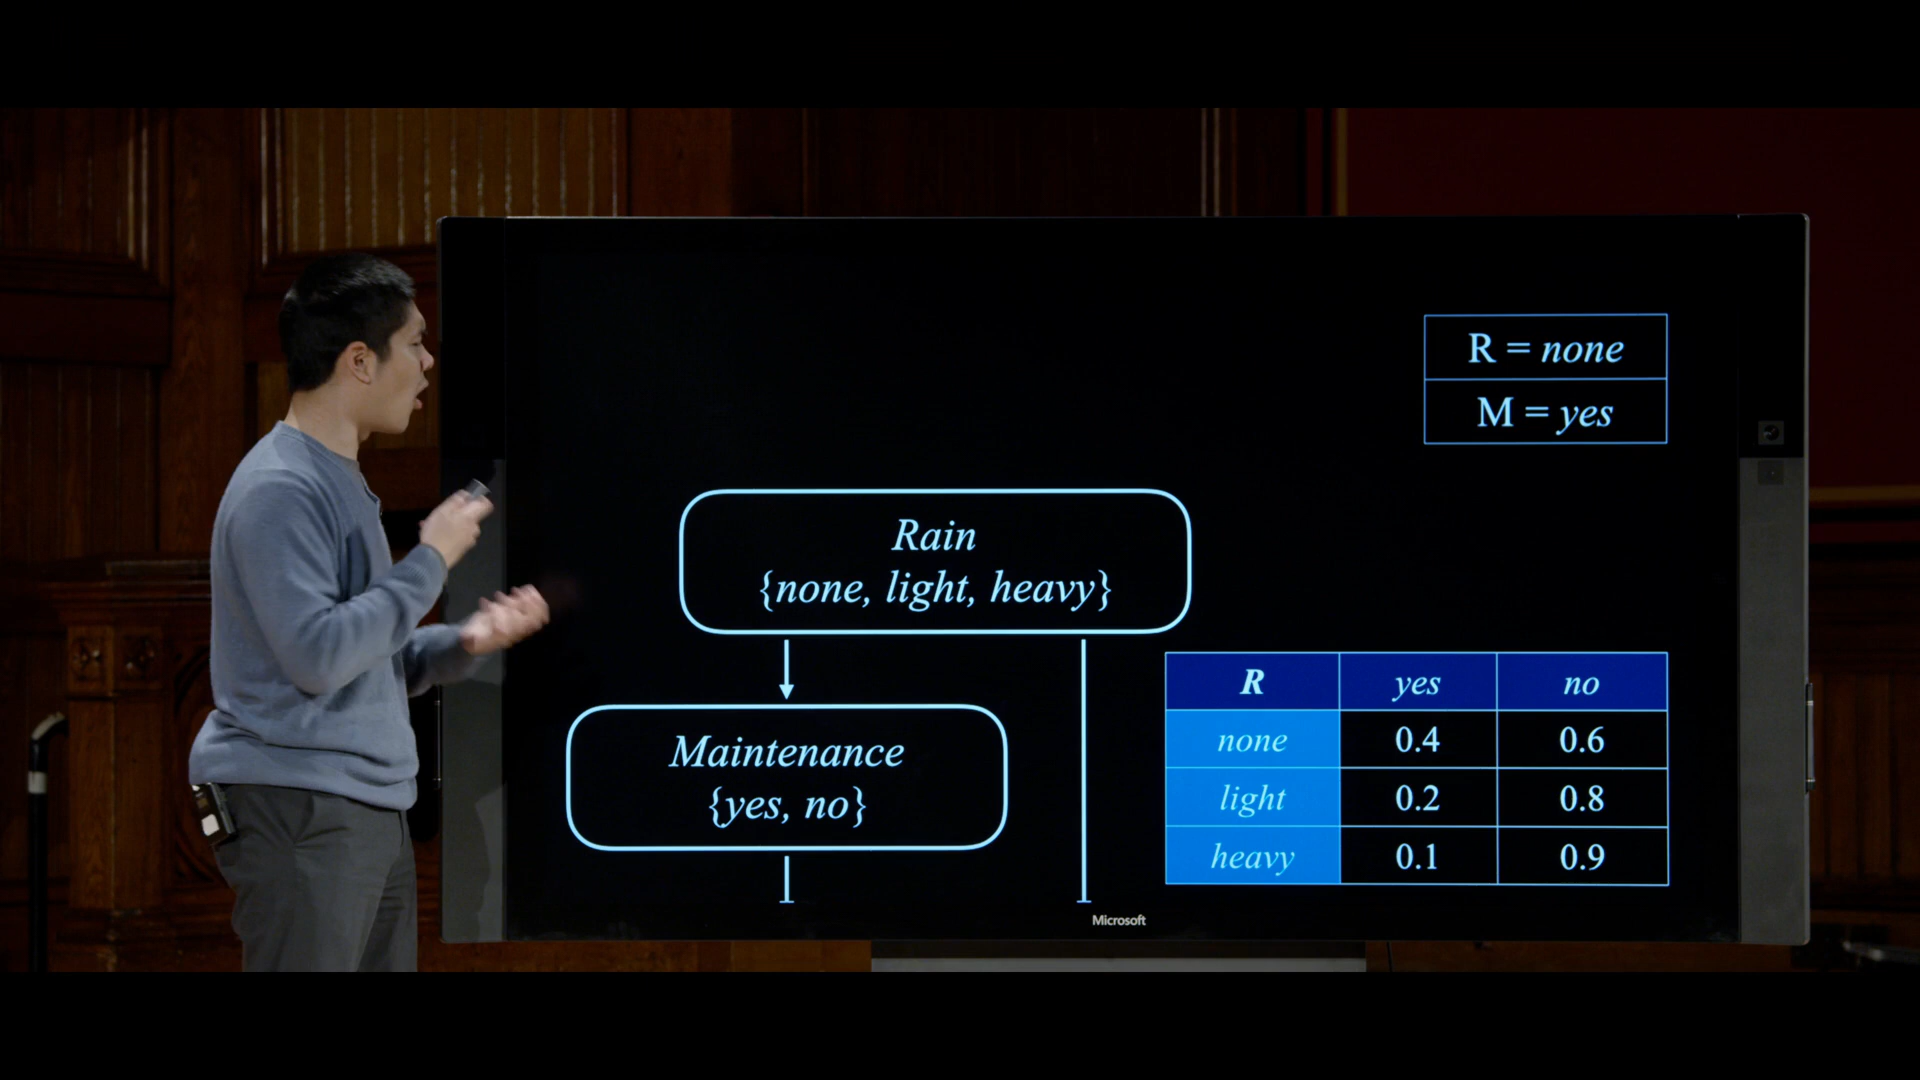 R = none
M = yes
Rain
{none, light, heavy}
Maintenance
{yes, no}
R yes no
none 0.4 0.6
light 0.2 0.8
heavy 0.1 0.9
Microsoft